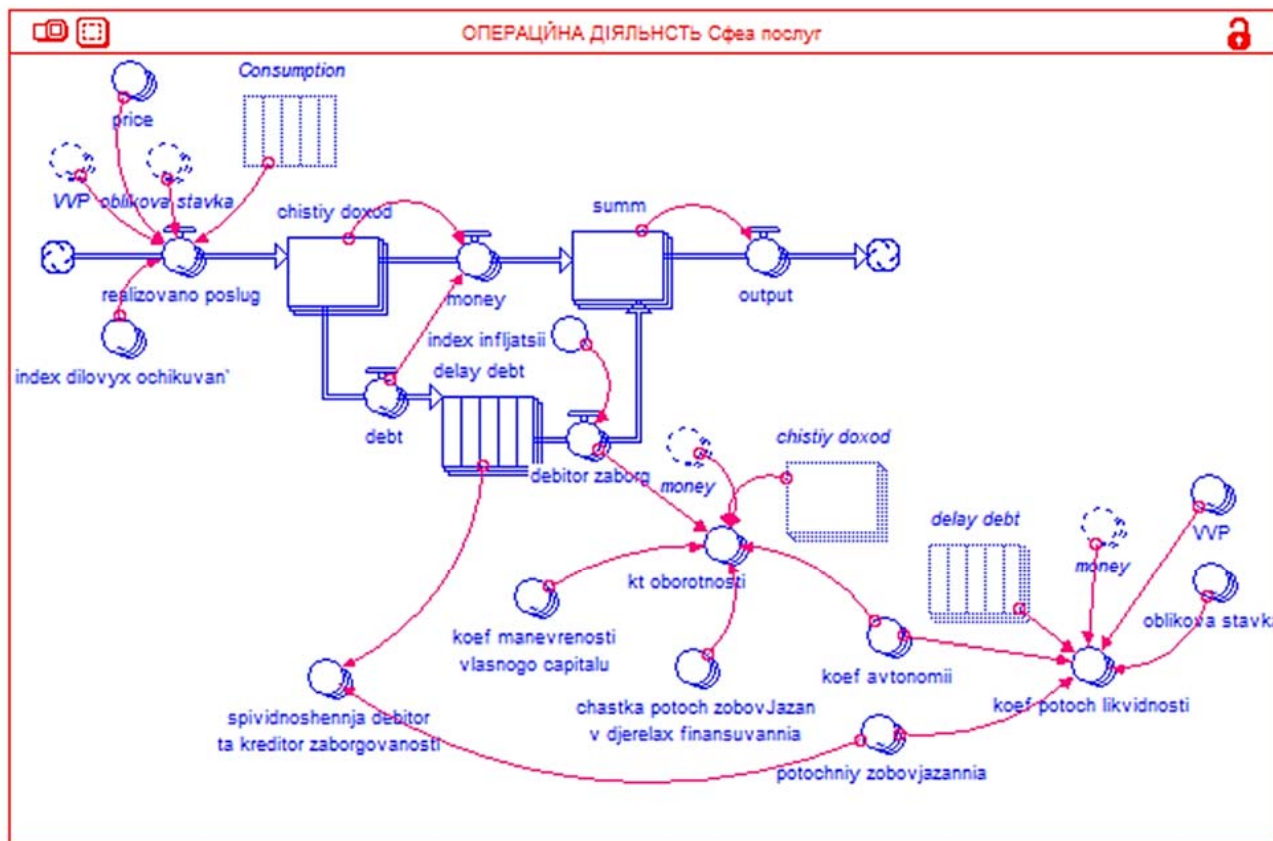 ОПЕРАЦЙНА ДІЯЛЬНСТЬ Сфеа послуг
Consumption
price
VVP
oblikova stavka
chistiy doxod
summ
realizovano poslug
money
output
index infljatsii
index dilovyx ochikuvan'
delay debt
debt
debitor zaborg
money
chistiy doxod
delay debt
VVP
money
kt oborotnosti
oblikova stavka
koef manevrenosti
vlasnogo capitalu
koef avtonomii
koef potoch likvidnosti
chastka potoch zobovJazan
v djerelax finansuvannia
spividnoshennja debitor
ta kreditor zaborgovanosti
potochniy zobovjazannia